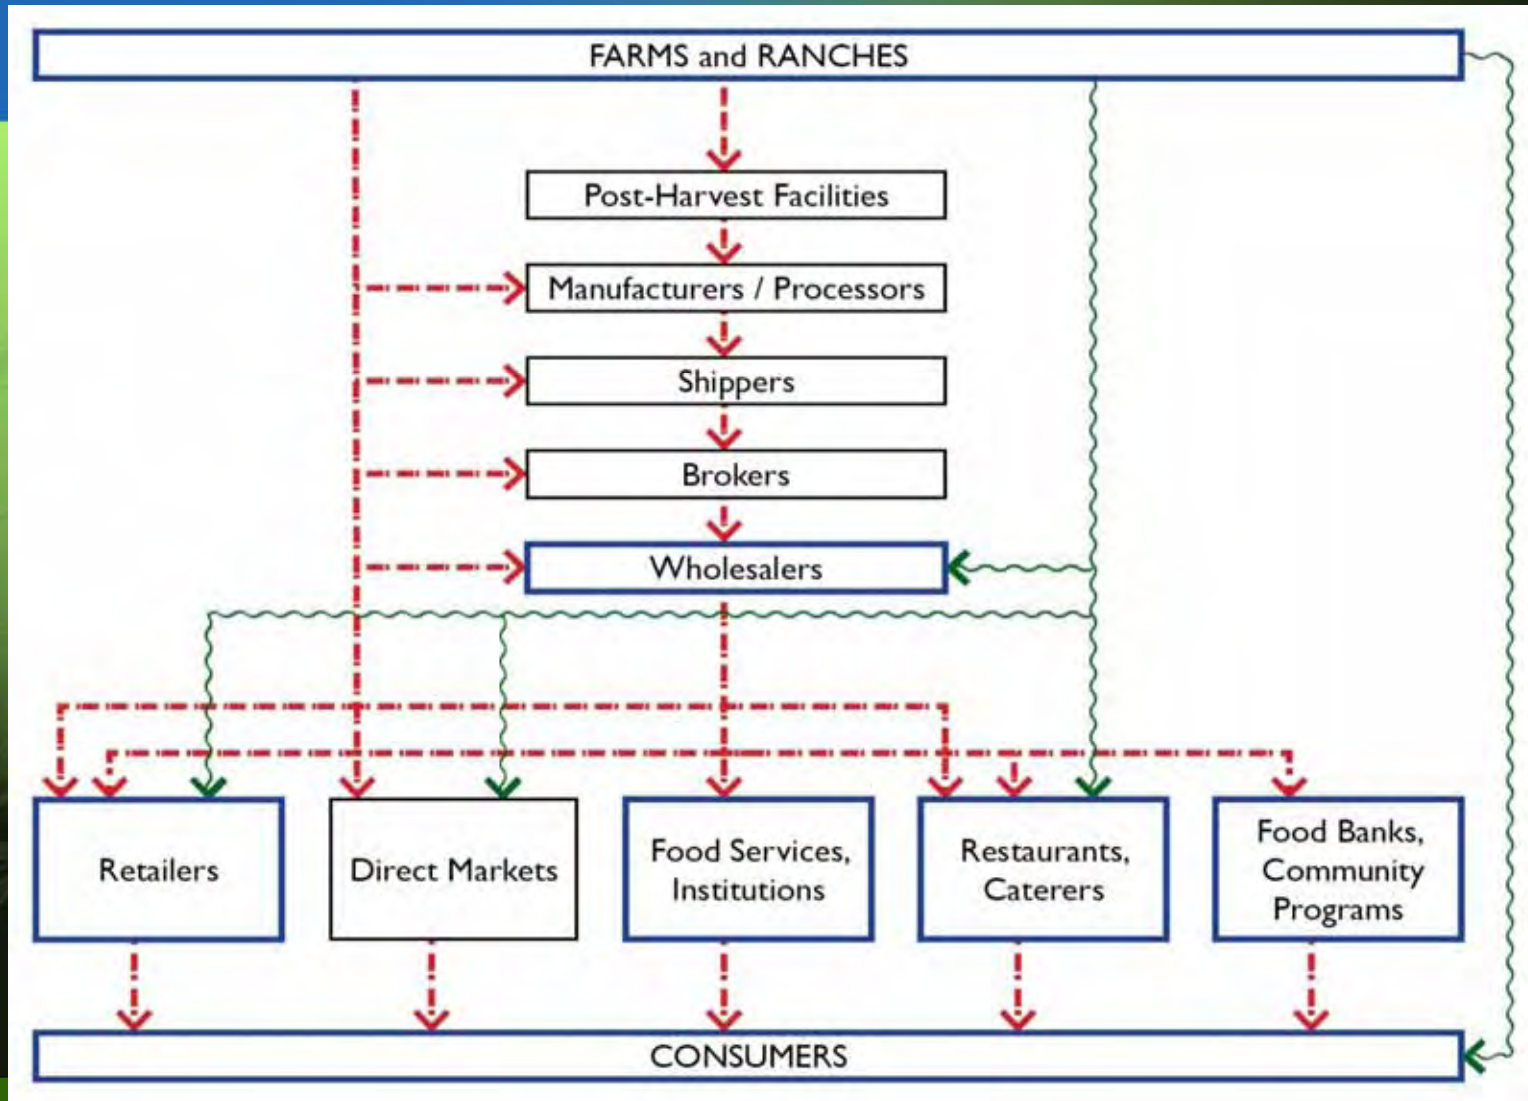 FARMS and RANCHES
Post-Harvest Facilities
Manufacturers / Processors
Shippers
Brokers
Wholesalers
Retailers
Direct Markets
Food Services,
Institutions
Restaurants,
Caterers
Food Banks,
Community
Programs
CONSUMERS